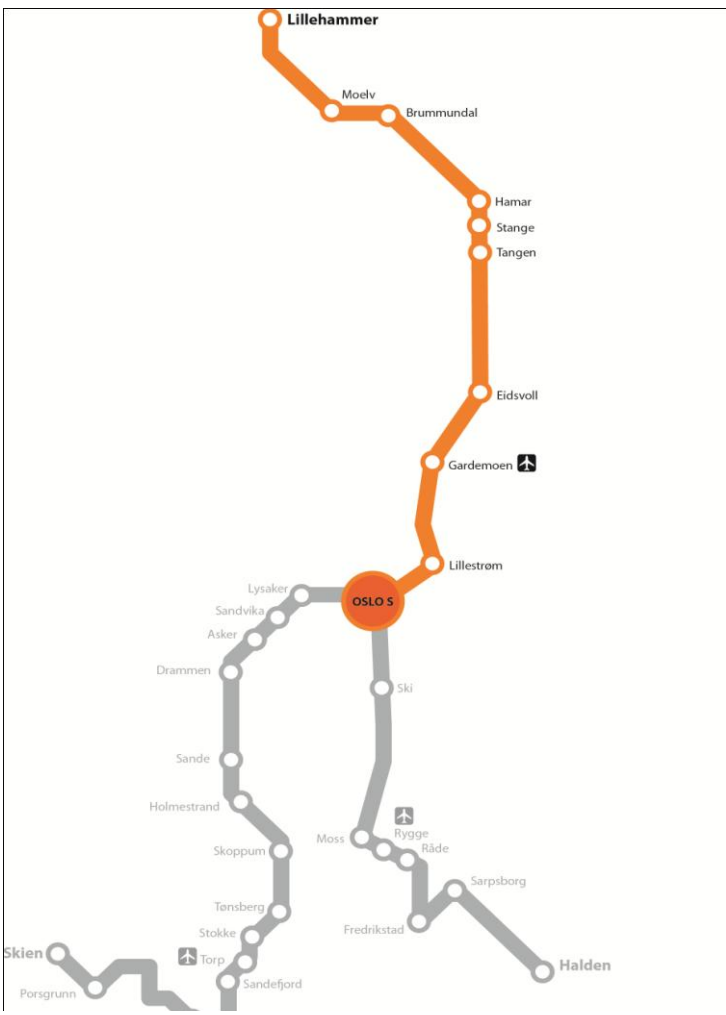 Lillehammer
Moelv
Brummundal
Hamar
Stange
Tangen
Eidsvoll
Gardemoen
Lillestrøm
OSLO S
Lysaker
Sandvika
Asker
Drammen
Sande
Holmestrand
Skoppum
Tønsberg
Stokke
Torp
Sandefjord
Skien
Porsgrunn
Ski
Moss
Rygge
Råde
Sarpsborg
Fredrikstad
Halden